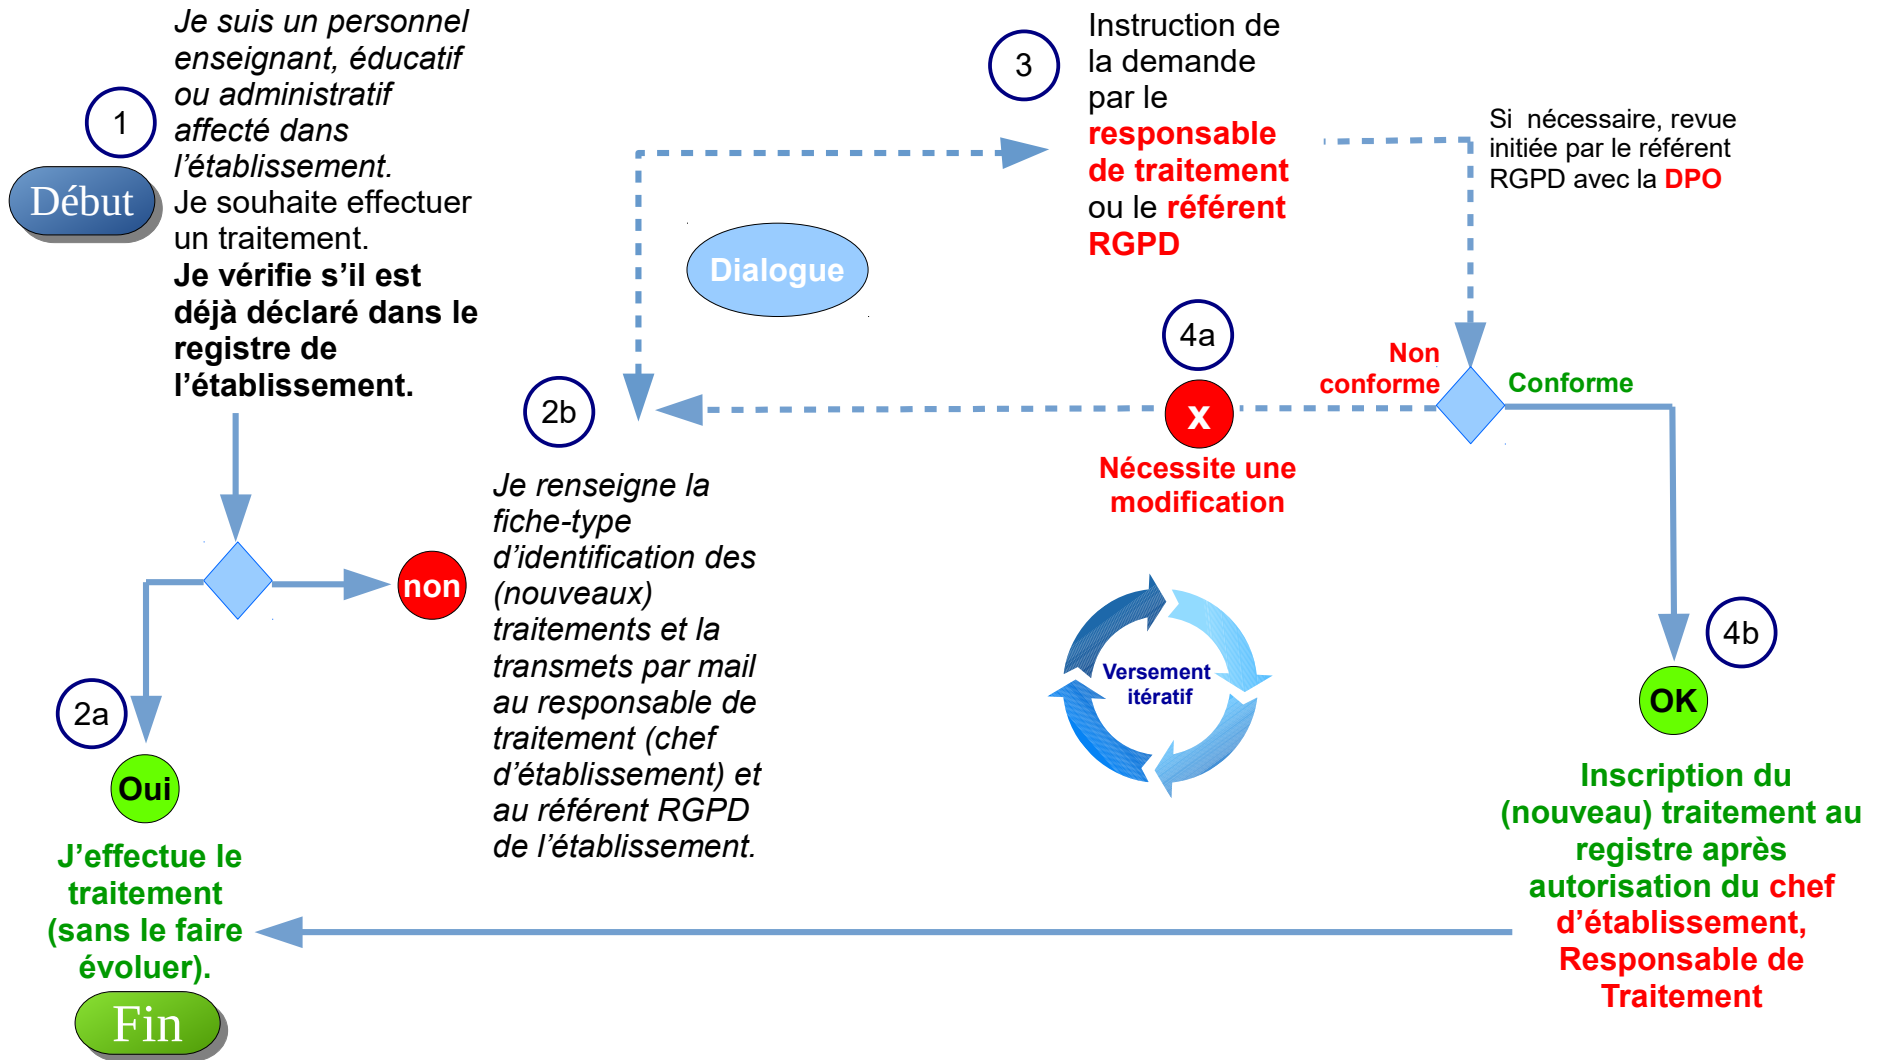 1
Début
Je suis un personnel
enseignant, éducatif
ou administratif
affecté dans
l’établissement.
Je souhaite effectuer
un traitement.
Je vérifie s’il est
déjà déclaré dans le
registre de
l’établissement.
non
2a
Oui
J’effectue le
traitement
(sans le faire
évoluer).
Fin
2b
Je renseigne la
fiche-type
d’identification des
(nouveaux)
traitements et la
transmets par mail
au responsable de
traitement (chef
d’établissement) et
au référent RGPD
de l’établissement.
Dialogue
3
Instruction de
la demande
par le
responsable
de traitement
ou le référent
RGPD
Si nécessaire, revue
initiée par le référent
RGPD avec la DPO
4a
Non
conforme
Conforme
x
Nécessite une
modification
Versement
itératif
4b
OK
Inscription du
(nouveau) traitement au
registre après
autorisation du chef
d’établissement,
Responsable de
Traitement